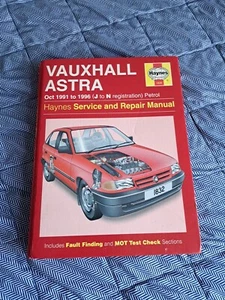 VAUXHALL
ASTRA
Oct 1991 to 1996 (J to N registration) Petrol
Haynes Service and Repair Manual
Haynes
1832
Includes Fault Finding and MOT Test Check Sections